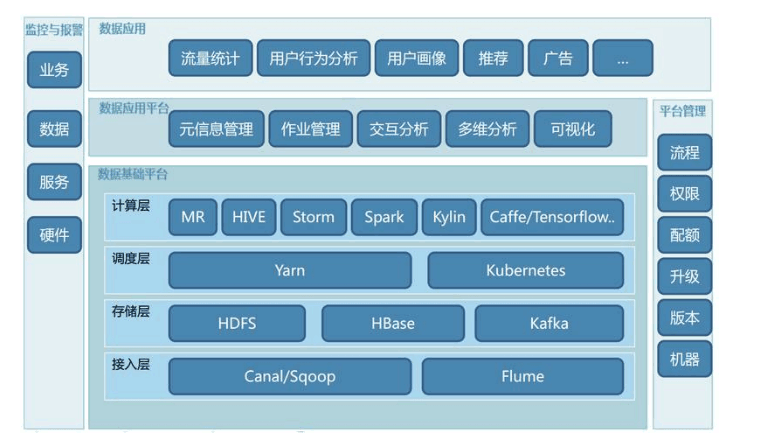 监控与报警
业务
数据
服务
硬件
数据应用
流量统计 用户行为分析 用户画像 推荐 广告 ...
数据应用平台
元信息管理 作业管理 交互分析 多维分析 可视化
数据基础平台
计算层
MR HIVE Storm Spark Kylin Caffe/Tensorflow..
调度层
Yarn Kubernetes
存储层
HDFS HBase Kafka
接入层
Canal/Sqoop Flume
平台管理
流程
权限
配额
升级
版本
机器